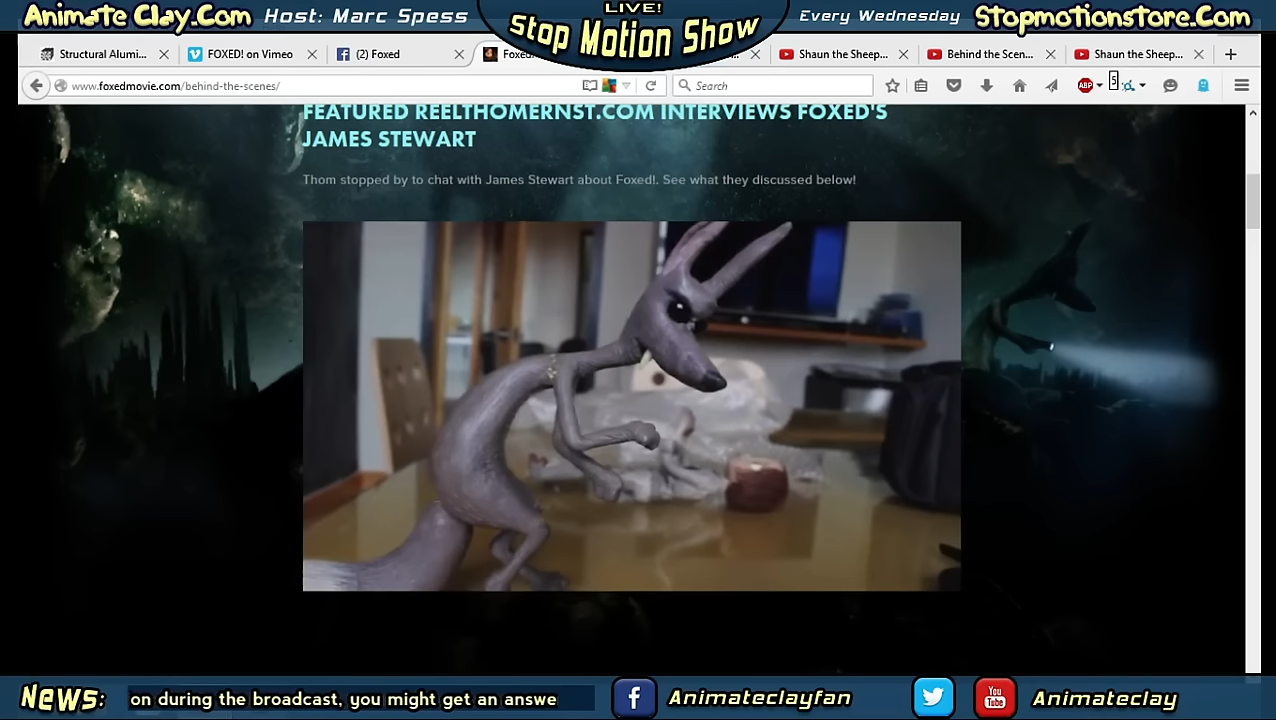 Animate Clay.Com
Host: Marc Spess
LIVE!
Stop Motion Show
Every Wednesday
Stopmotionstore.Com
Structural Alumi...
FOXED! on Vimeo
(2) Foxed
Shaun the Sheep...
Behind the Scen...
Shaun the Sheep...
www.foxedmovie.com/behind-the-scenes/
Search
ABP
S
FEATURED REELTHOMERNST.COM INTERVIEWS FOXED'S
JAMES STEWART
Thom stopped by to chat with James Stewart about Foxed!. See what they discussed below!
News:
on during the broadcast, you might get an answe
f
Animateclayfan
You
Tube
Animateclay